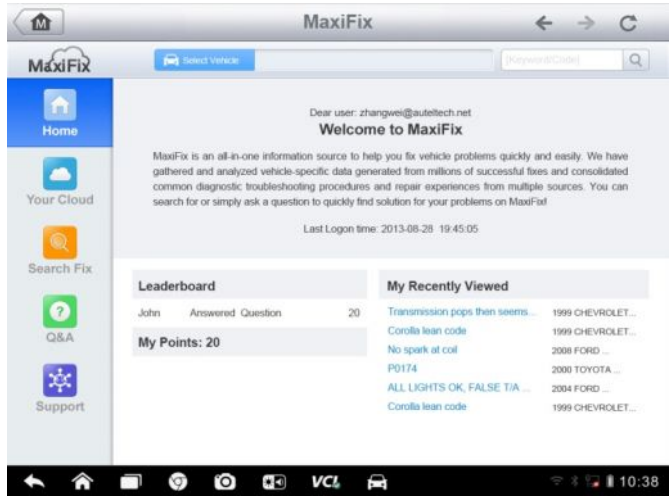 M
MaxiFix
MaxiFix
Select Vehicle
[Keyword/Code]
Home
Your Cloud
Search Fix
Q&A
Support
Dear user: zhangwei@auteltech.net
Welcome to MaxiFix
MaxiFix is an all-in-one information source to help you fix vehicle problems quickly and easily. We have
gathered and analyzed vehicle-specific data generated from millions of successful fixes and consolidated
common diagnostic troubleshooting procedures and repair experiences from multiple sources. You can
search for or simply ask a question to quickly find solution for your problems on MaxiFix!
Last Logon time: 2013-08-28 19:45:05
Leaderboard
John Answered Question 20
My Points: 20
My Recently Viewed
Transmission pops then seems... 1999 CHEVROLET...
Corolla lean code 1999 CHEVROLET...
No spark at coil 2008 FORD ...
P0174 2000 TOYOTA ...
ALL LIGHTS OK, FALSE T/A ... 2004 FORD ...
Corolla lean code 1999 CHEVROLET...
VCI 10:38